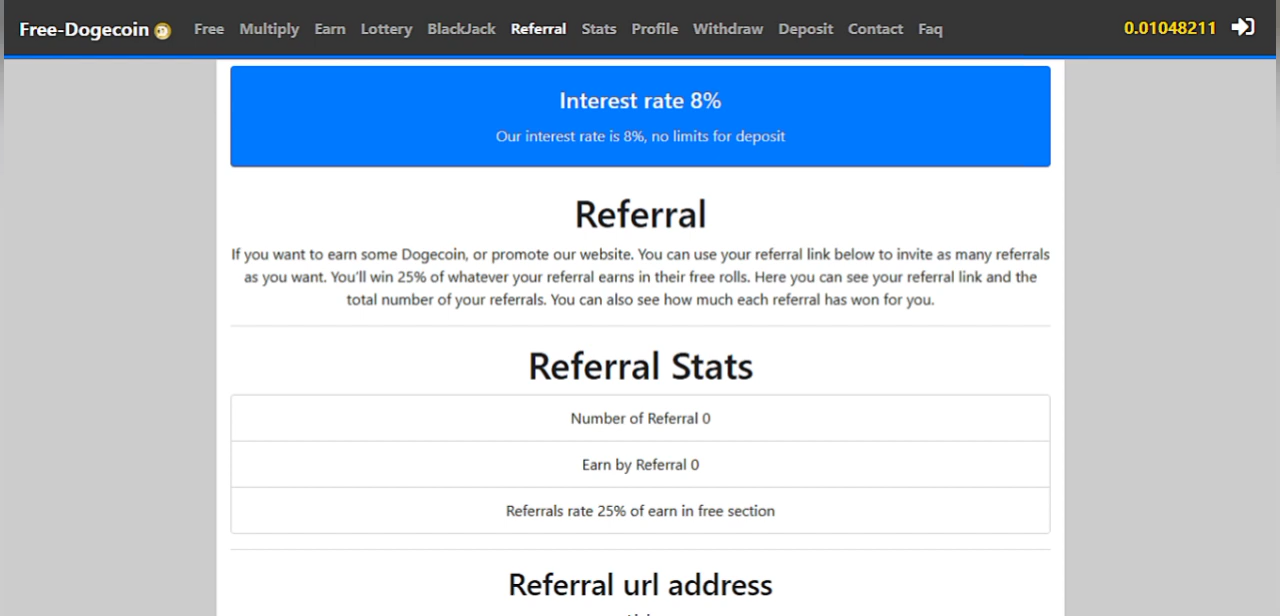 Free-Dogecoin Free Multiply Earn Lottery BlackJack Referral Stats Profile Withdraw Deposit Contact Faq 0.01048211
Interest rate 8%
Our interest rate is 8%, no limits for deposit
Referral
If you want to earn some Dogecoin, or promote our website. You can use your referral link below to invite as many referrals
as you want. You'll win 25% of whatever your referral earns in their free rolls. Here you can see your referral link and the
total number of your referrals. You can also see how much each referral has won for you.
Referral Stats
Number of Referral 0
Earn by Referral 0
Referrals rate 25% of earn in free section
Referral url address